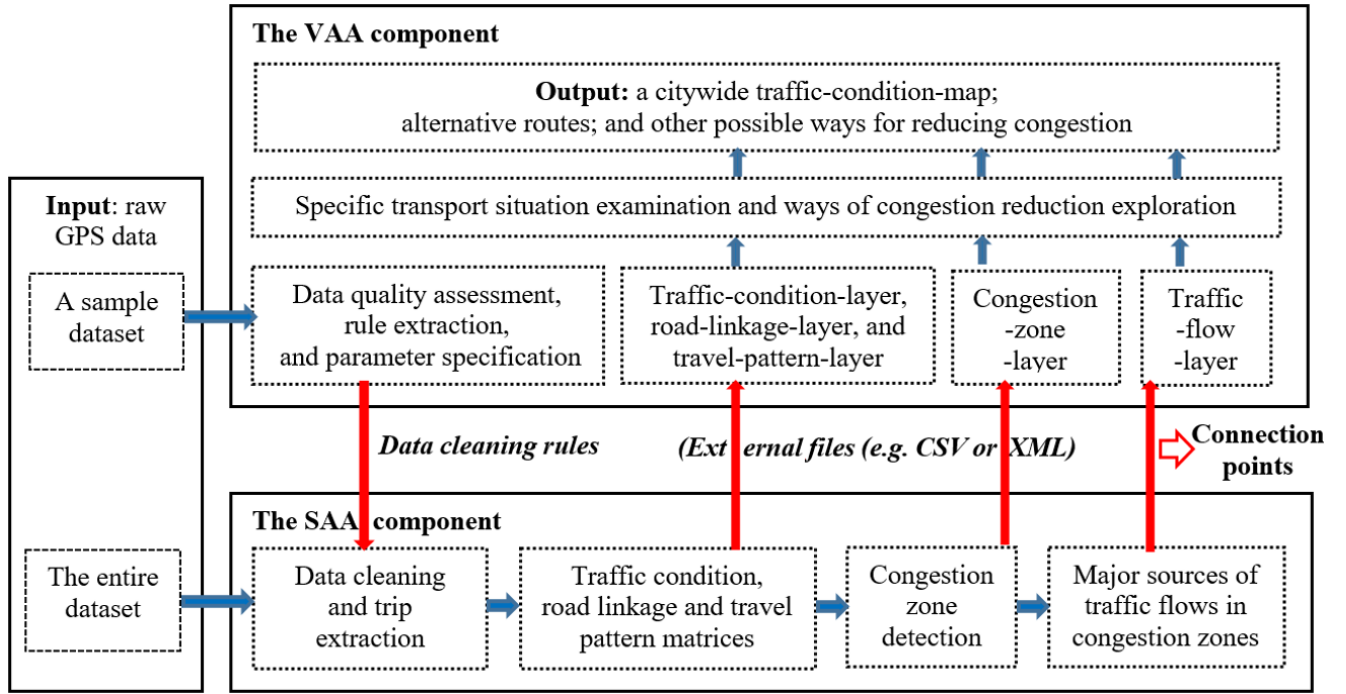 The VAA component
Output: a citywide traffic-condition-map;
alternative routes; and other possible ways for reducing congestion
Specific transport situation examination and ways of congestion reduction exploration
Input: raw
GPS data
A sample
dataset
Data quality assessment,
rule extraction,
and parameter specification
Traffic-condition-layer,
road-linkage-layer, and
travel-pattern-layer
Congestion
-zone
-layer
Traffic
-flow
-layer
Data cleaning rules
(Ext ernal files (e.g. CSV or XML)
Connection
points
The SAA component
The entire
dataset
Data cleaning
and trip
extraction
Traffic condition,
road linkage and travel
pattern matrices
Congestion
zone
detection
Major sources of
traffic flows in
congestion zones